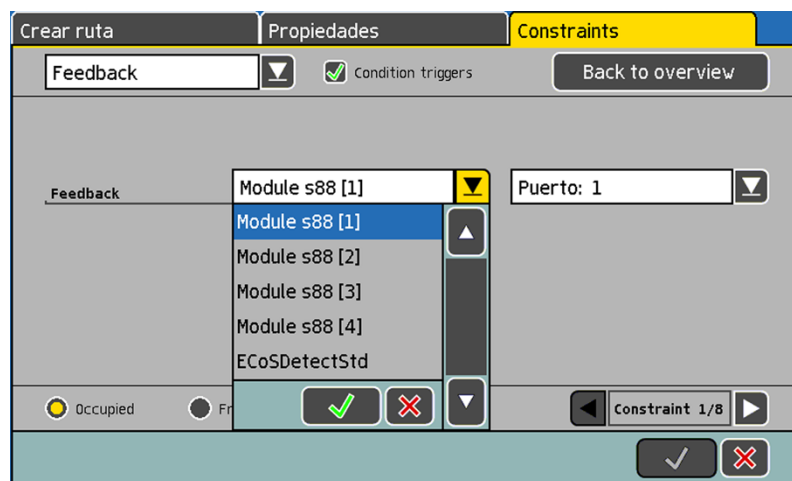 Crear ruta
Propiedades
Constraints
Feedback
Condition triggers
Back to overview
Feedback
Module s88 [1]
Puerto: 1
Module s88 [1]
Module s88 [2]
Module s88 [3]
Module s88 [4]
ECoSDetectStd
Occupied
Fr
Constraint 1/8